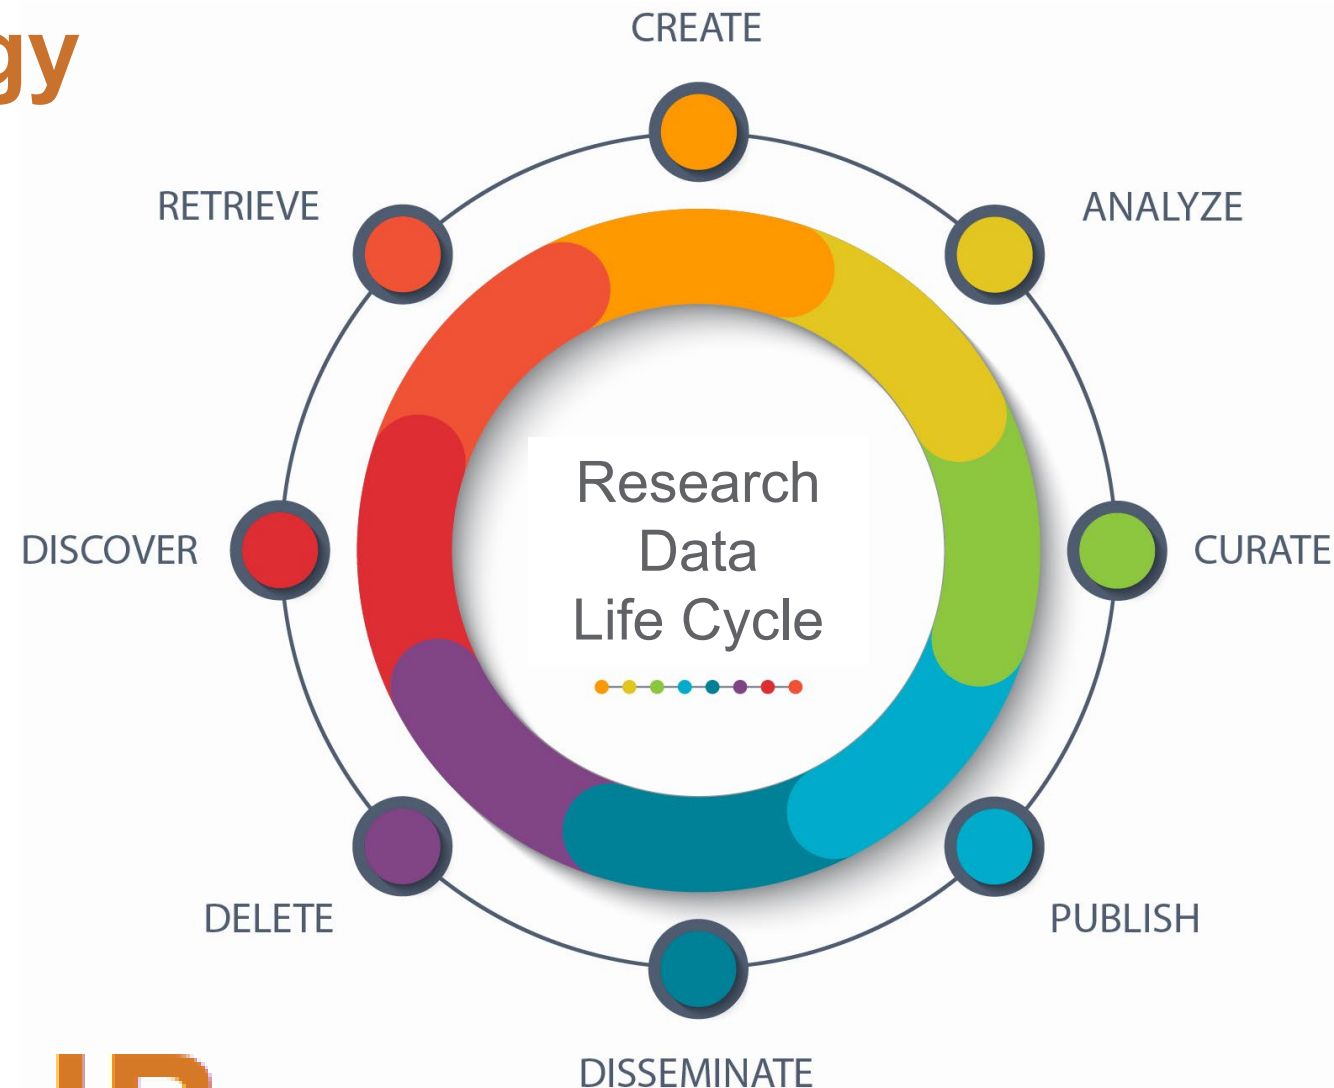 gy
CREATE
RETRIEVE
ANALYZE
Research
Data
Life Cycle
DISCOVER
CURATE
DELETE
PUBLISH
DISSEMINATE